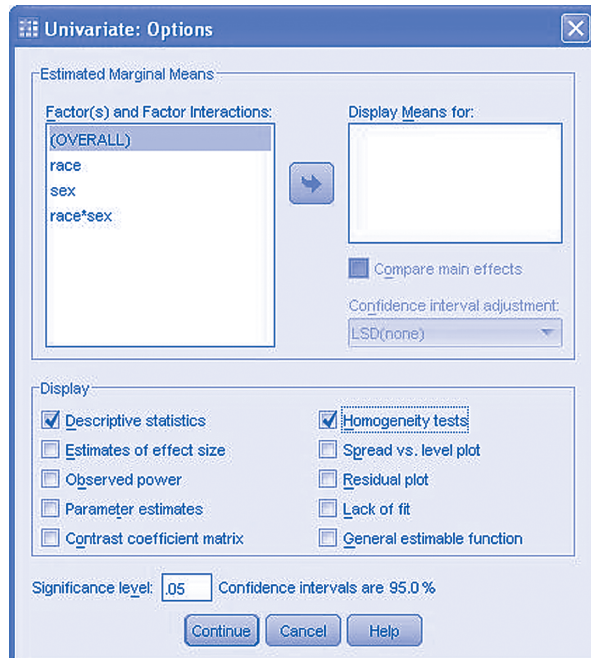 Univariate: Options
Estimated Marginal Means
Factor(s) and Factor Interactions:
(OVERALL)
race
sex
race*sex
Display Means for:
Compare main effects
Confidence interval adjustment:
LSD(none)
Display
Descriptive statistics
Homogeneity tests
Estimates of effect size
Spread vs. level plot
Observed power
Residual plot
Parameter estimates
Lack of fit
Contrast coefficient matrix
General estimable function
Significance level: .05 Confidence intervals are 95.0 %
Continue
Cancel
Help